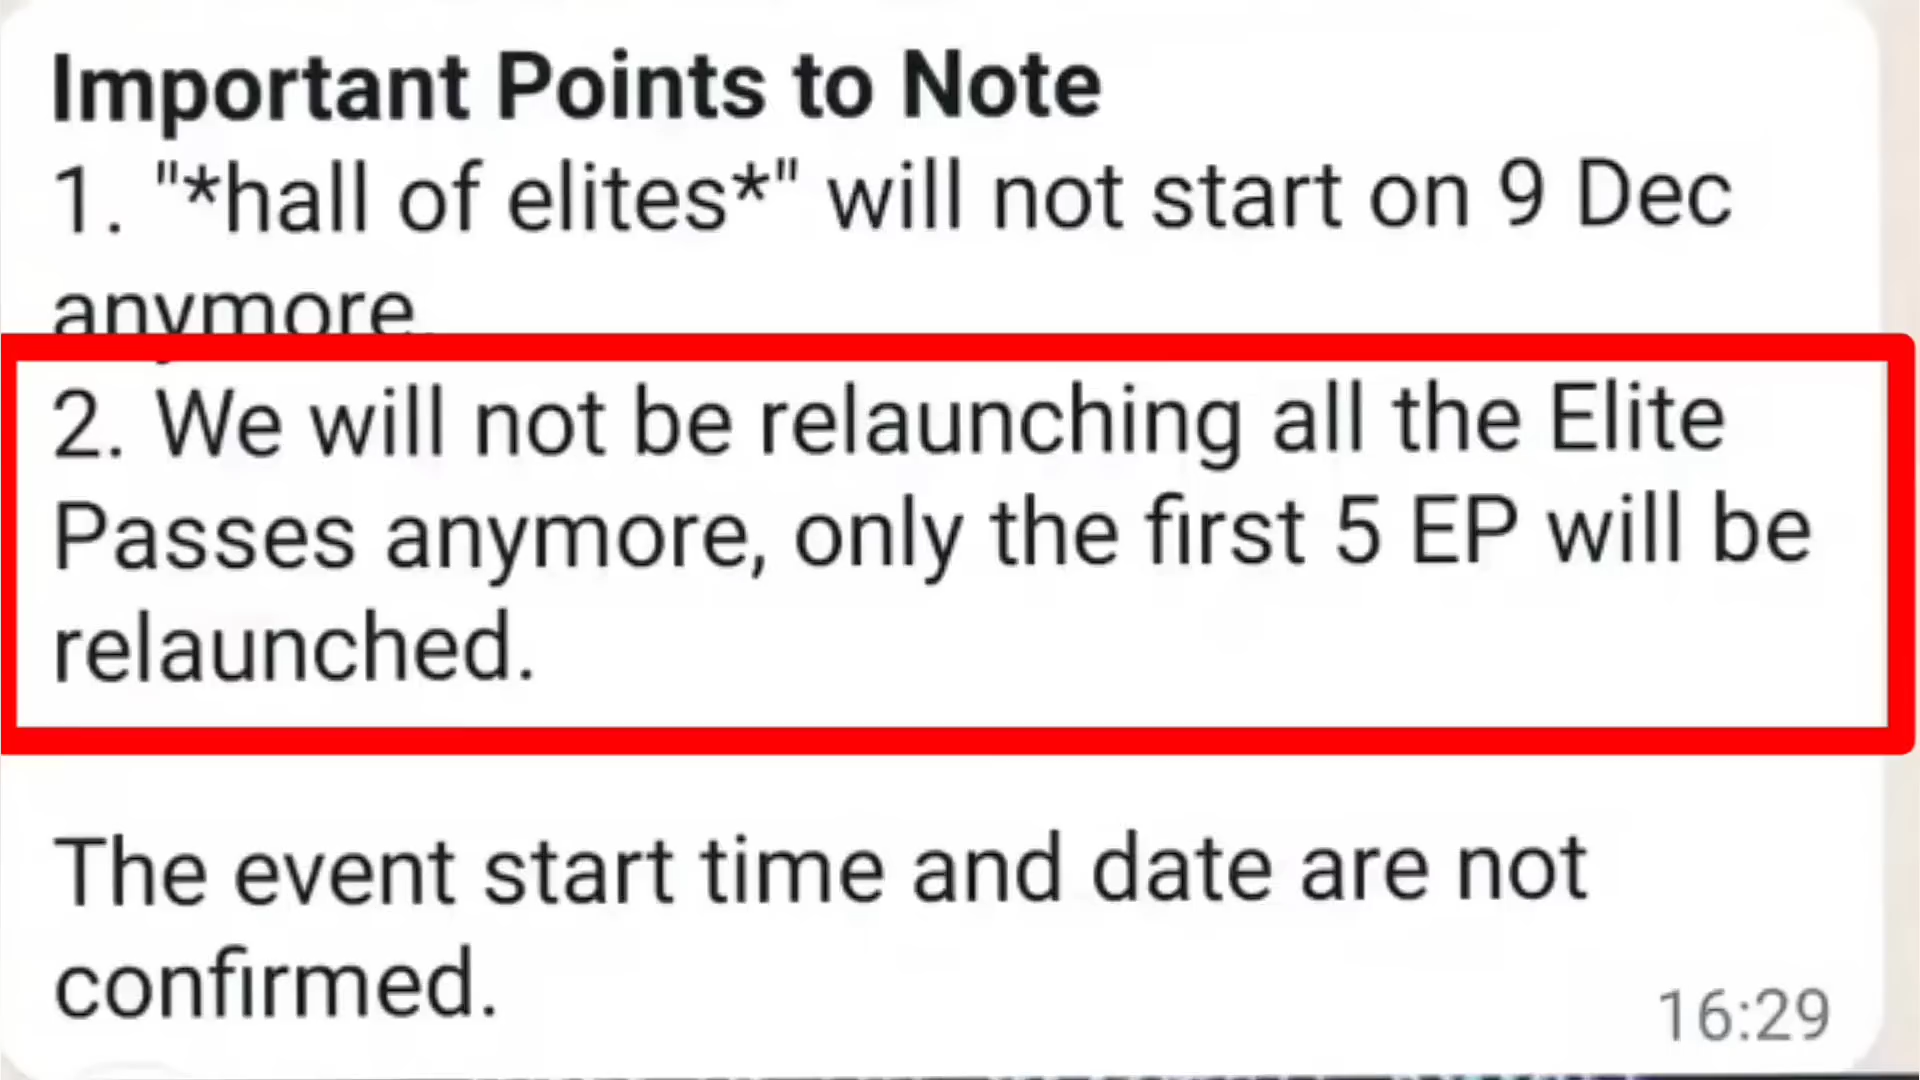 Important Points to Note
1. "*hall of elites*" will not start on 9 Dec
anymore.
2. We will not be relaunching all the Elite
Passes anymore, only the first 5 EP will be
relaunched.
The event start time and date are not
confirmed.
16:29